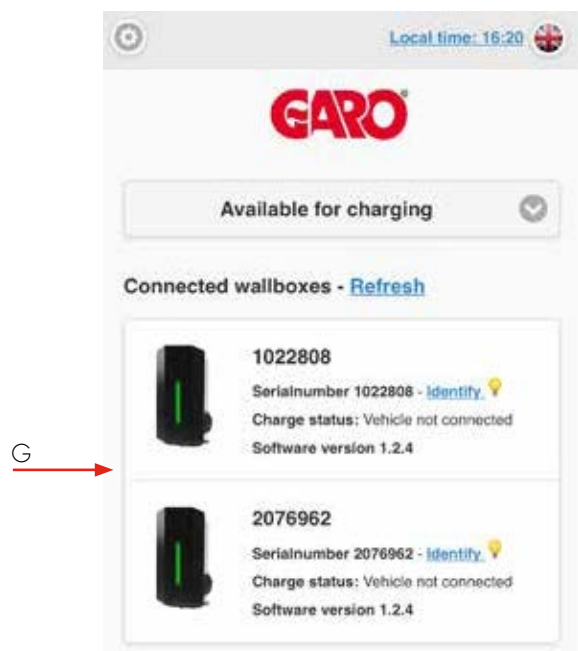 Local time: 16:20
GARO
Available for charging
Connected wallboxes - Refresh
1022808
Serialnumber 1022808 - Identify
Charge status: Vehicle not connected
Software version 1.2.4
G
2076962
Serialnumber 2076962 - Identify
Charge status: Vehicle not connected
Software version 1.2.4